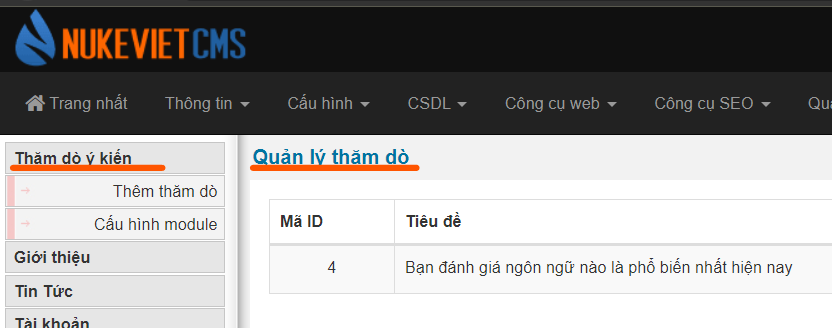 NUKEVIETCMS
Trang nhất Thông tin Cấu hình CSDL Công cụ web Công cụ SEO
Thăm dò ý kiến
Thêm thăm dò
Cấu hình module
Giới thiệu
Tin Tức
Tài khoản
Quản lý thăm dò
Mã ID Tiêu đề
4 Bạn đánh giá ngôn ngữ nào là phổ biến nhất hiện nay